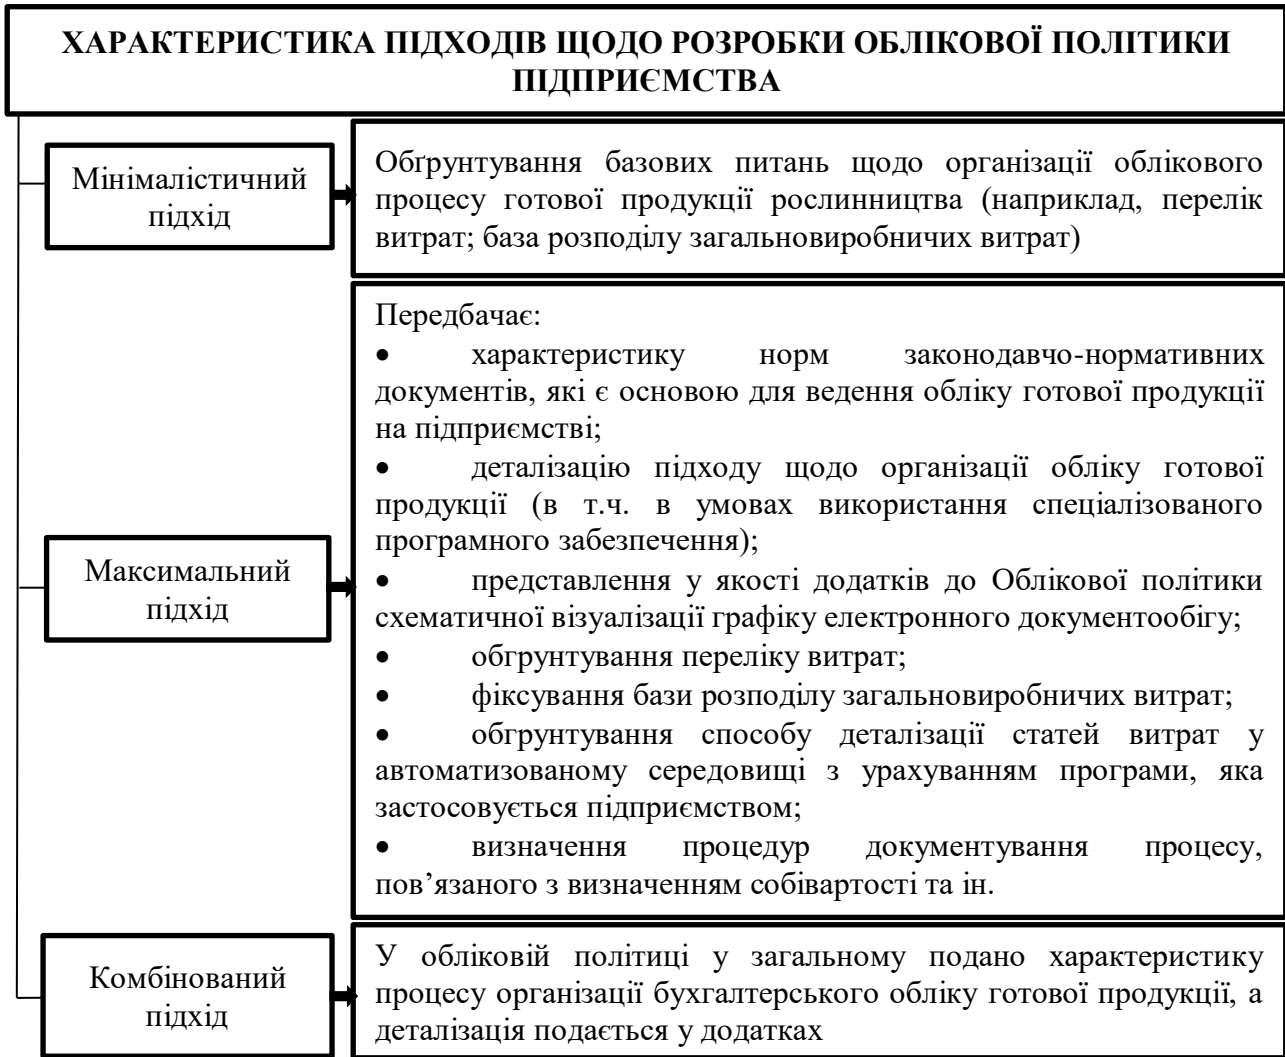 ХАРАКТЕРИСТИКА ПІДХОДІВ ЩОДО РОЗРОБКИ ОБЛІКОВОЇ ПОЛІТИКИ
ПІДПРИЄМСТВА
Мінімалістичний
підхід
Обґрунтування базових питань щодо організації облікового
процесу готової продукції рослинництва (наприклад, перелік
витрат; база розподілу загальновиробничих витрат)
Максимальний
підхід
Передбачає:
• характеристику норм законодавчо-нормативних
документів, які є основою для ведення обліку готової продукції
на підприємстві;
• деталізацію підходу щодо організації обліку готової
продукції (в т.ч. в умовах використання спеціалізованого
програмного забезпечення);
• представлення у якості додатків до Облікової політики
схематичної візуалізації графіку електронного документообігу;
• обгрунтування переліку витрат;
• фіксування бази розподілу загальновиробничих витрат;
• обгрунтування способу деталізації статей витрат у
автоматизованому середовищі з урахуванням програми, яка
застосовується підприємством;
• визначення процедур документування процесу,
пов’язаного з визначенням собівартості та ін.
Комбінований
підхід
У обліковій політиці у загальному подано характеристику
процесу організації бухгалтерського обліку готової продукції, а
деталізація подається у додатках